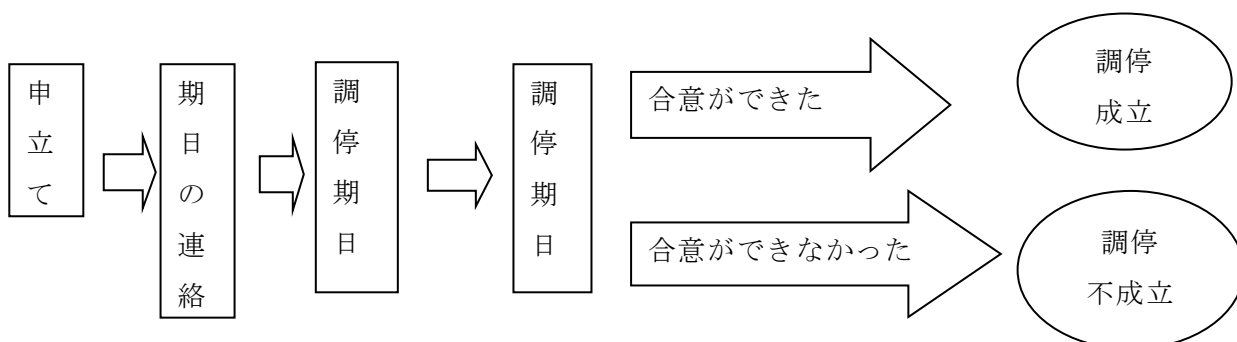 申立て
期日の連絡
調停期日
調停期日
合意ができた
調停
成立
合意ができなかった
調停
不成立